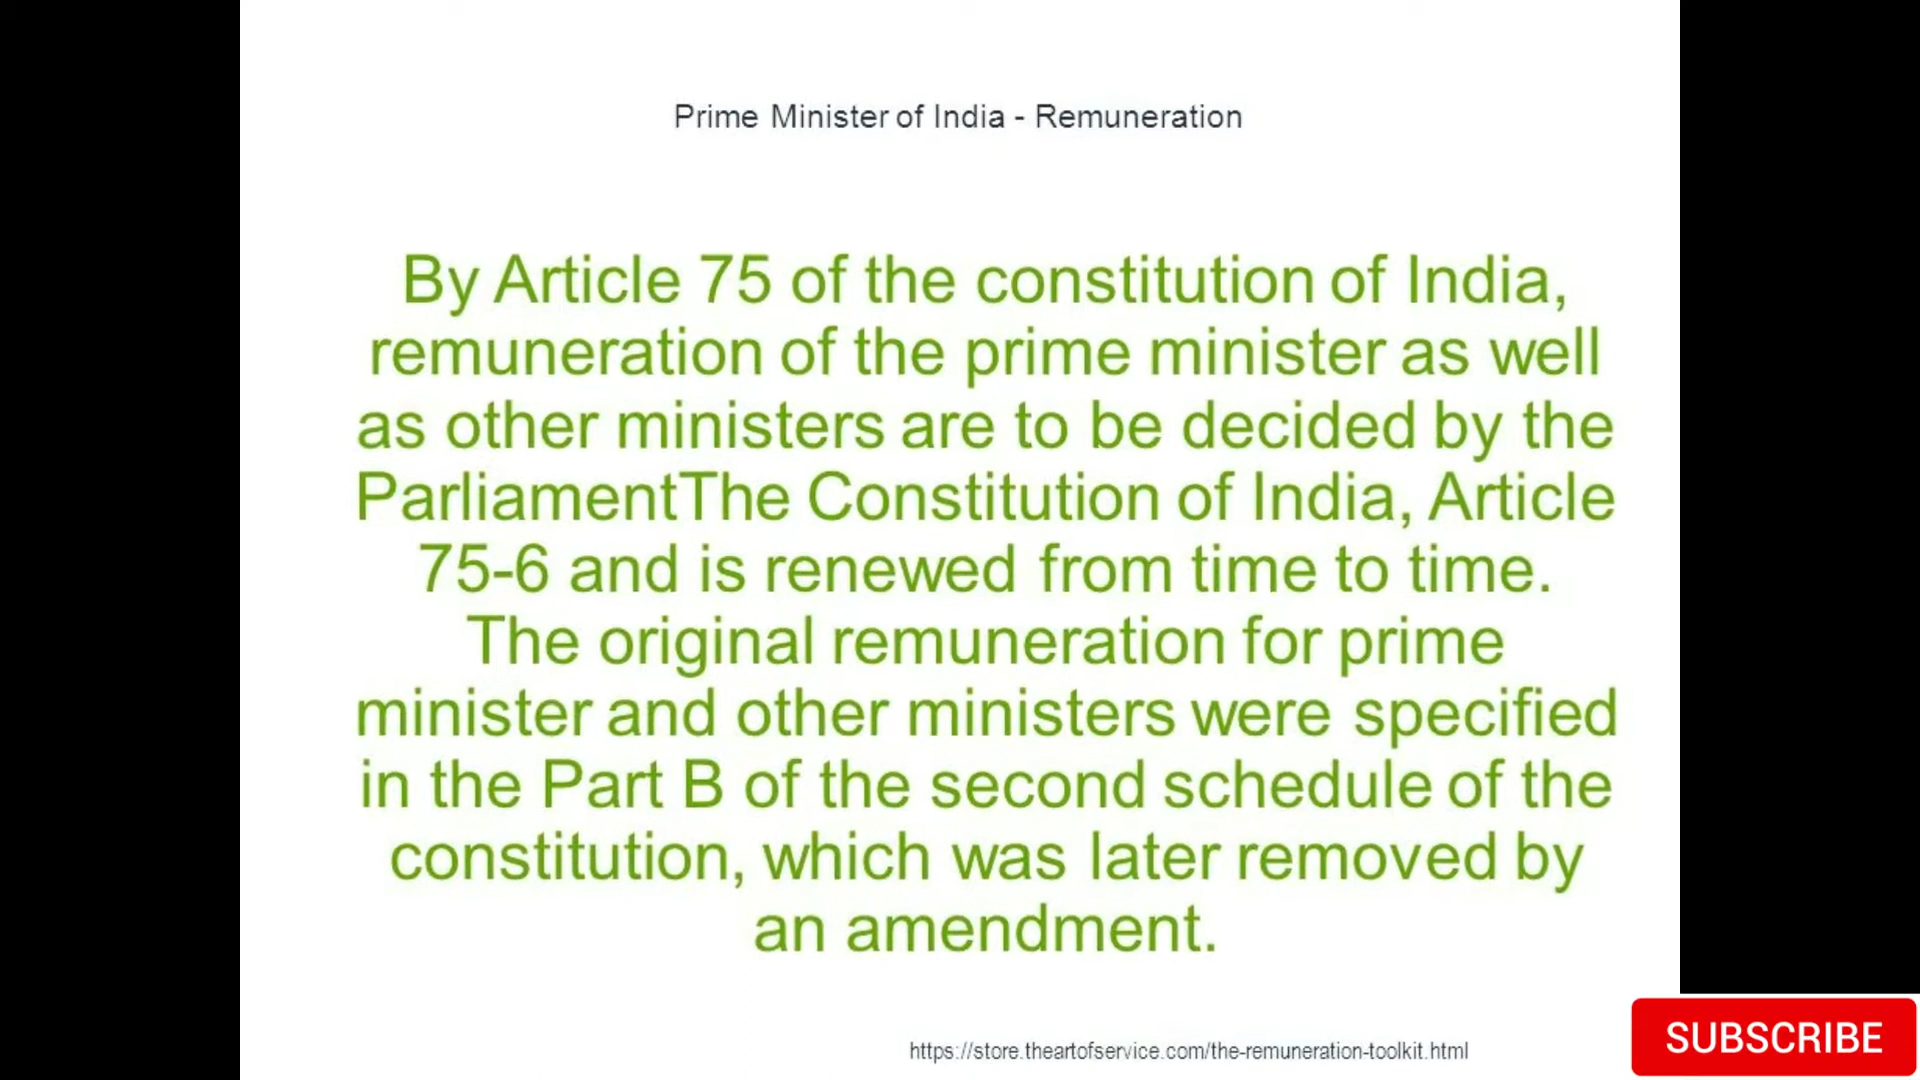 Prime Minister of India - Remuneration
By Article 75 of the constitution of India,
remuneration of the prime minister as well
as other ministers are to be decided by the
ParliamentThe Constitution of India, Article
75-6 and is renewed from time to time.
The original remuneration for prime
minister and other ministers were specified
in the Part B of the second schedule of the
constitution, which was later removed by
an amendment.
https://store.theartofservice.com/the-remuneration-toolkit.html
SUBSCRIBE